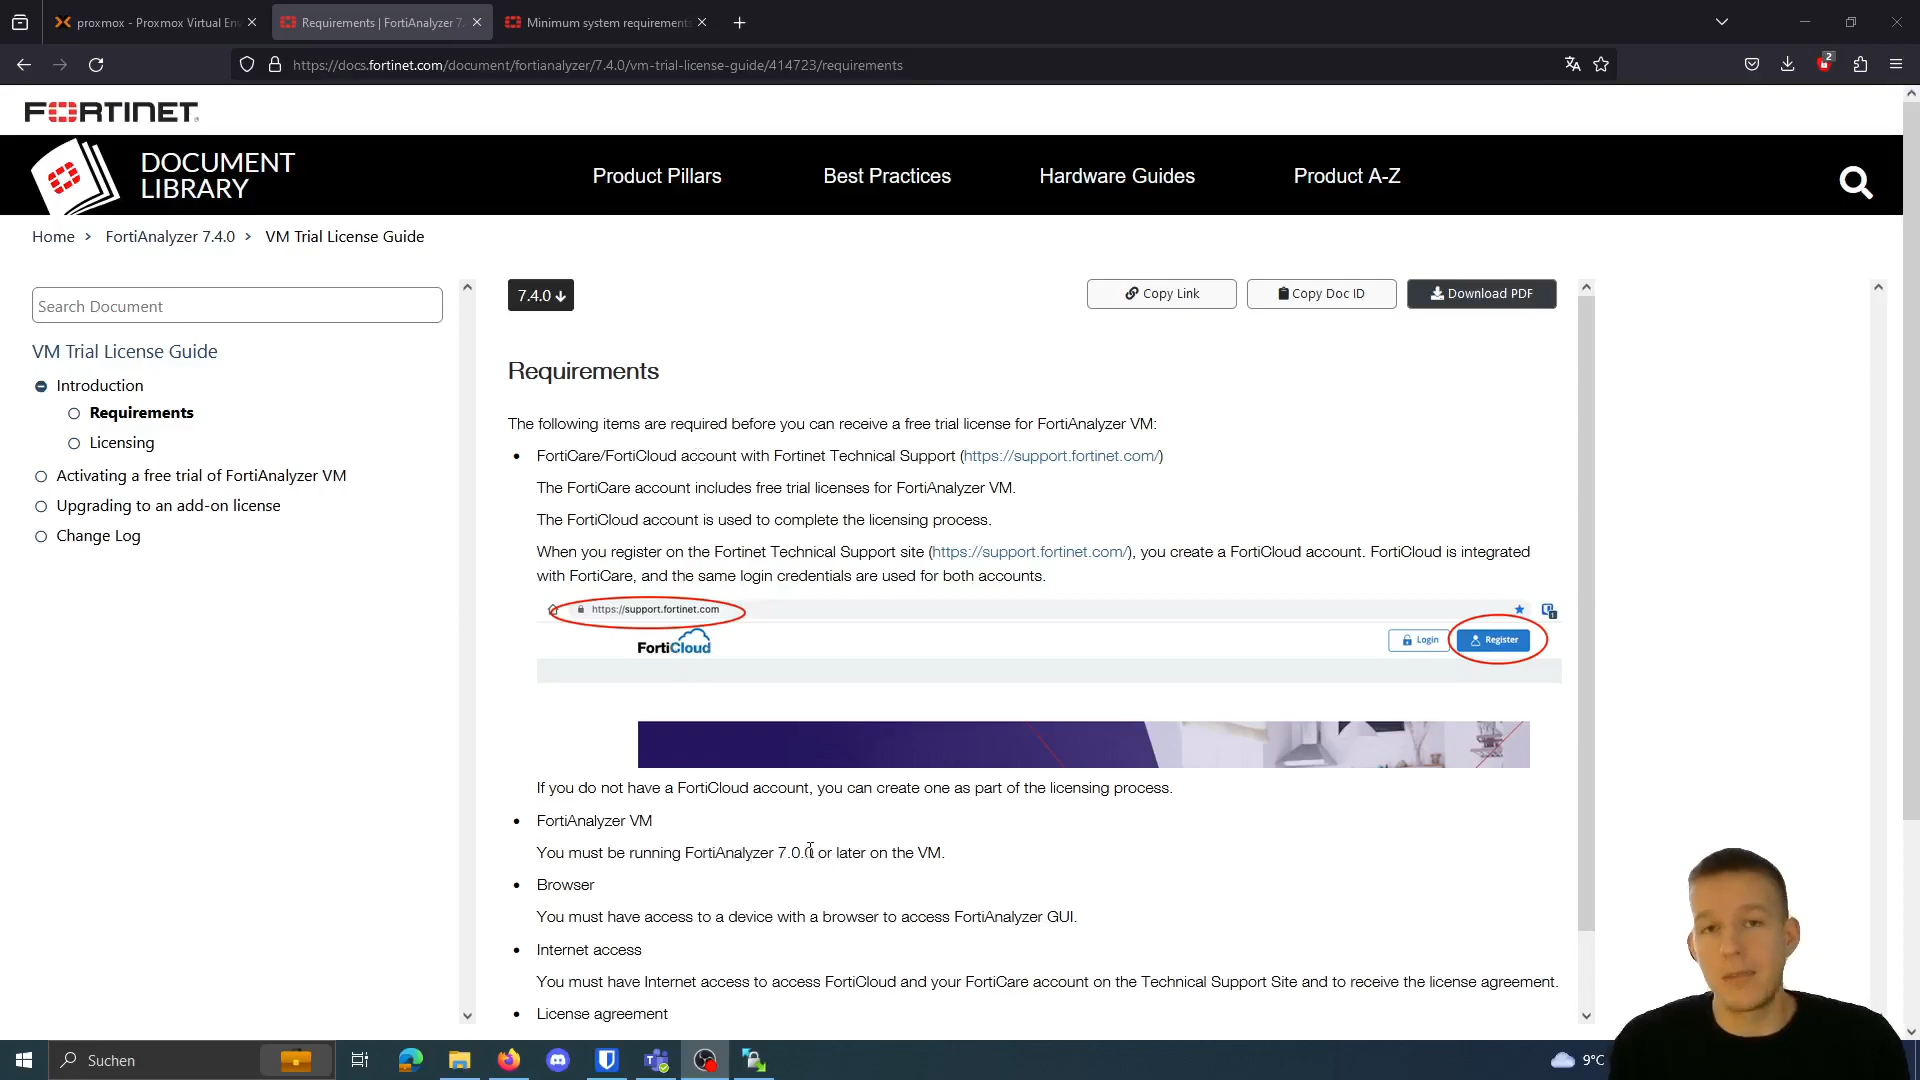 proxmox - Proxmox Virtual Env
Requirements | FortiAnalyzer 7.
Minimum system requirements
https://docs.fortinet.com/document/fortianalyzer/7.4.0/vm-trial-license-guide/414723/requirements
2
FORTINET
DOCUMENT
LIBRARY
Product Pillars
Best Practices
Hardware Guides
Product A-Z
Home > FortiAnalyzer 7.4.0 > VM Trial License Guide
Search Document
VM Trial License Guide
Introduction
Requirements
Licensing
Activating a free trial of FortiAnalyzer VM
Upgrading to an add-on license
Change Log
7.4.0
Copy Link
Copy Doc ID
Download PDF
Requirements
The following items are required before you can receive a free trial license for FortiAnalyzer VM:
• FortiCare/FortiCloud account with Fortinet Technical Support (https://support.fortinet.com/)
The FortiCare account includes free trial licenses for FortiAnalyzer VM.
The FortiCloud account is used to complete the licensing process.
When you register on the Fortinet Technical Support site (https://support.fortinet.com/), you create a FortiCloud account. FortiCloud is integrated
with FortiCare, and the same login credentials are used for both accounts.
https://support.fortinet.com
FortiCloud
Login
Register
If you do not have a FortiCloud account, you can create one as part of the licensing process.
• FortiAnalyzer VM
You must be running FortiAnalyzer 7.0.0 or later on the VM.
• Browser
You must have access to a device with a browser to access FortiAnalyzer GUI.
• Internet access
You must have Internet access to access FortiCloud and your FortiCare account on the Technical Support Site and to receive the license agreement.
• License agreement
Suchen
9°C